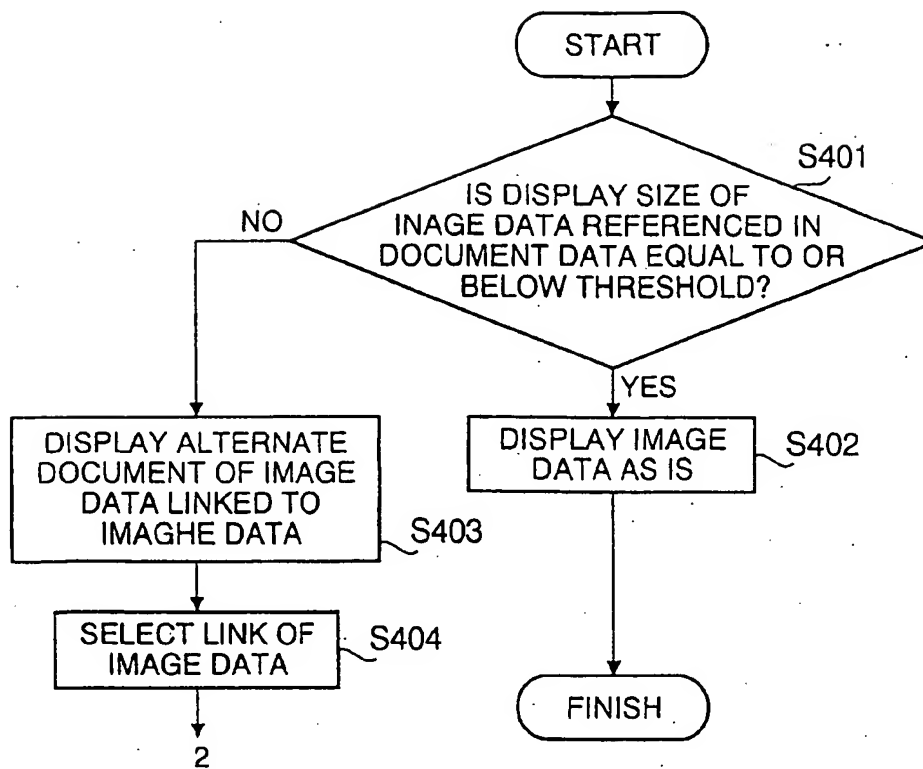 START
S401
IS DISPLAY SIZE OF
INAGE DATA REFERENCED IN
DOCUMENT DATA EQUAL TO OR
BELOW THRESHOLD?
NO
YES
DISPLAY ALTERNATE
DOCUMENT OF IMAGE
DATA LINKED TO
IMAGHE DATA
S403
DISPLAY IMAGE
DATA AS IS
S402
SELECT LINK OF
IMAGE DATA
S404
FINISH
2